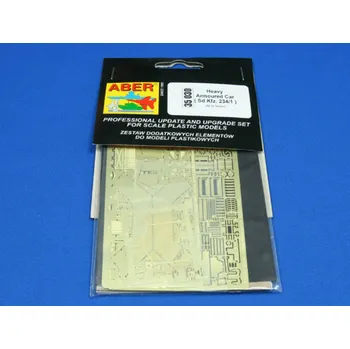 ABER
35 030
Heavy
Armoured Car
( Sd.Kfz. 234/1 )
PROFESSIONAL UPDATE AND UPGRADE SET
FOR SCALE PLASTIC MODELS
ZESTAW DODATKOWYCH ELEMENTÓW
DO MODELI PLASTIKOWYCH